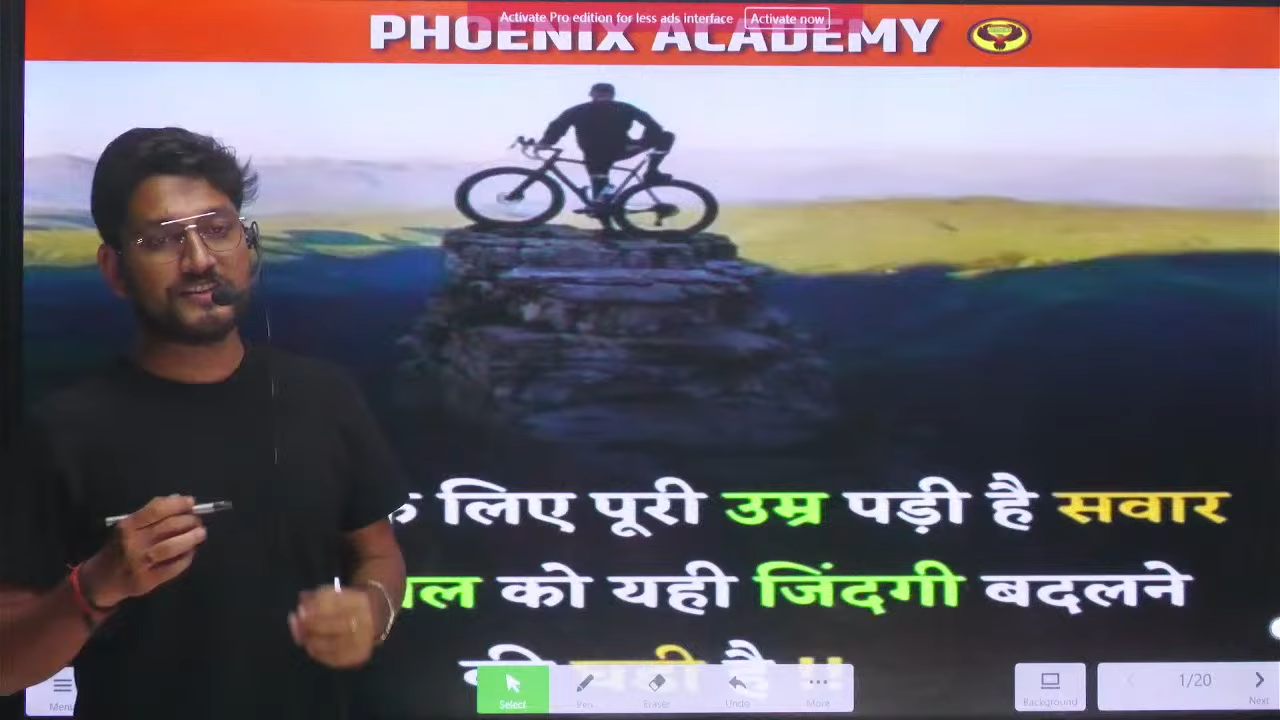 Activate Pro edition for less ads interface Activate now
PHOENIX ACADEMY
लिए पूरी उम्र पड़ी है सवार
को यही जिंदगी बदलने
है !!
Menu Select Pen Eraser Undo More Background 1/20 Next